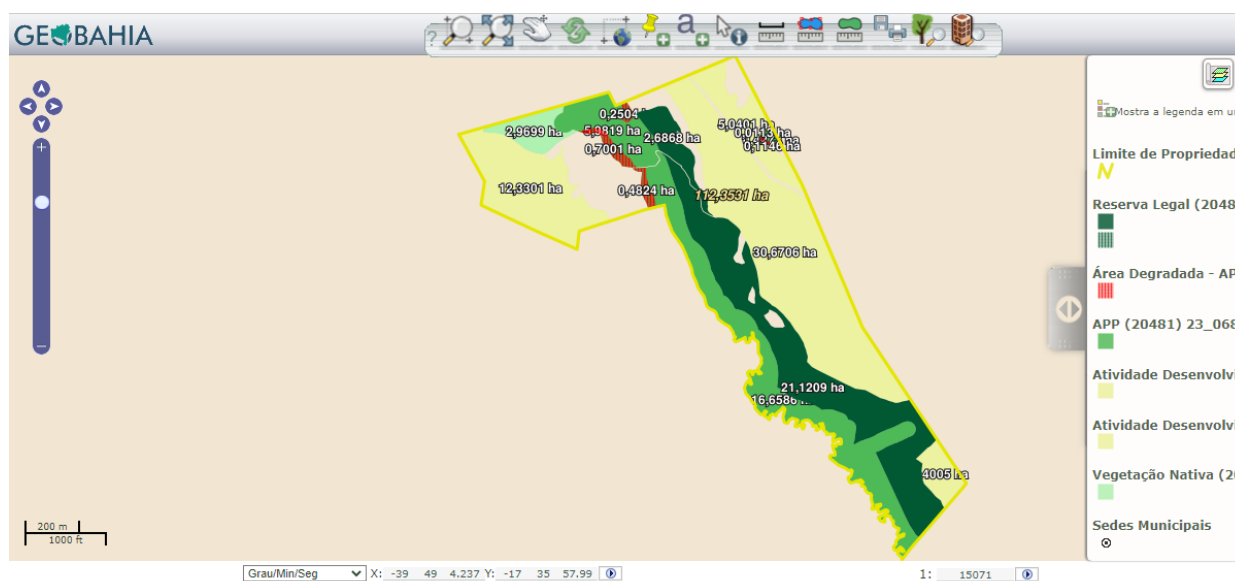 GEOBAHIA
?
a
0,2504
5,0401 ha
2,9699 ha
5,9819 ha
2,6868 ha
0,0113 ha
0,1146 ha
0,7001 ha
12,3301 ha
0,4824 ha
112,3531 ha
30,6706 ha
21,1209 ha
16,6586
4005 ha
Mostra a legenda em u
Limite de Propriedad
Reserva Legal (2048
Área Degradada - AP
APP (20481) 23_068
Atividade Desenvolvi
Atividade Desenvolvi
Vegetação Nativa (2
Sedes Municipais
200 m
1000 ft
Grau/Min/Seg X: -39 49 4.237 Y: -17 35 57.99
1: 15071